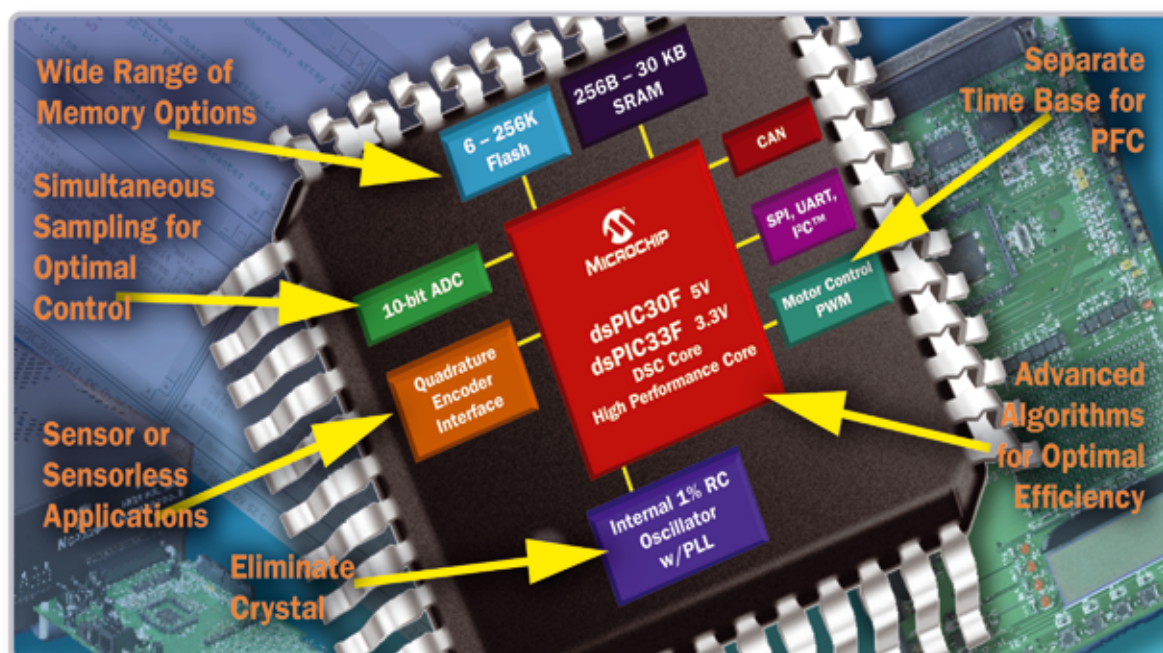 Wide Range of
Memory Options
Simultaneous
Sampling for
Optimal
Control
Sensor or
Sensorless
Applications
Eliminate
Crystal
6 – 256K
Flash
256B – 30 KB
SRAM
CAN
SPI, UART,
I²C™
Motor Control
PWM
10-bit ADC
Quadrature
Encoder
Interface
Internal 1% RC
Oscillator
w/PLL
MICROCHIP
dsPIC30F 5V
dsPIC33F 3.3V
DSC Core
High Performance Core
Separate
Time Base for
PFC
Advanced
Algorithms
for Optimal
Efficiency